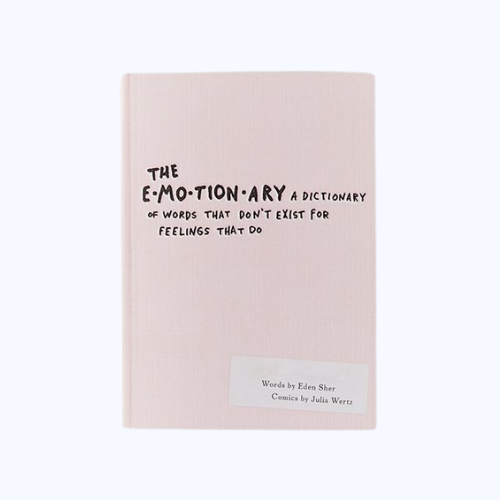 THE
E·MO·TION·ARY A DICTIONARY
OF WORDS THAT DON'T EXIST FOR
FEELINGS THAT DO
Words by Eden Sher
Comics by Julia Wertz